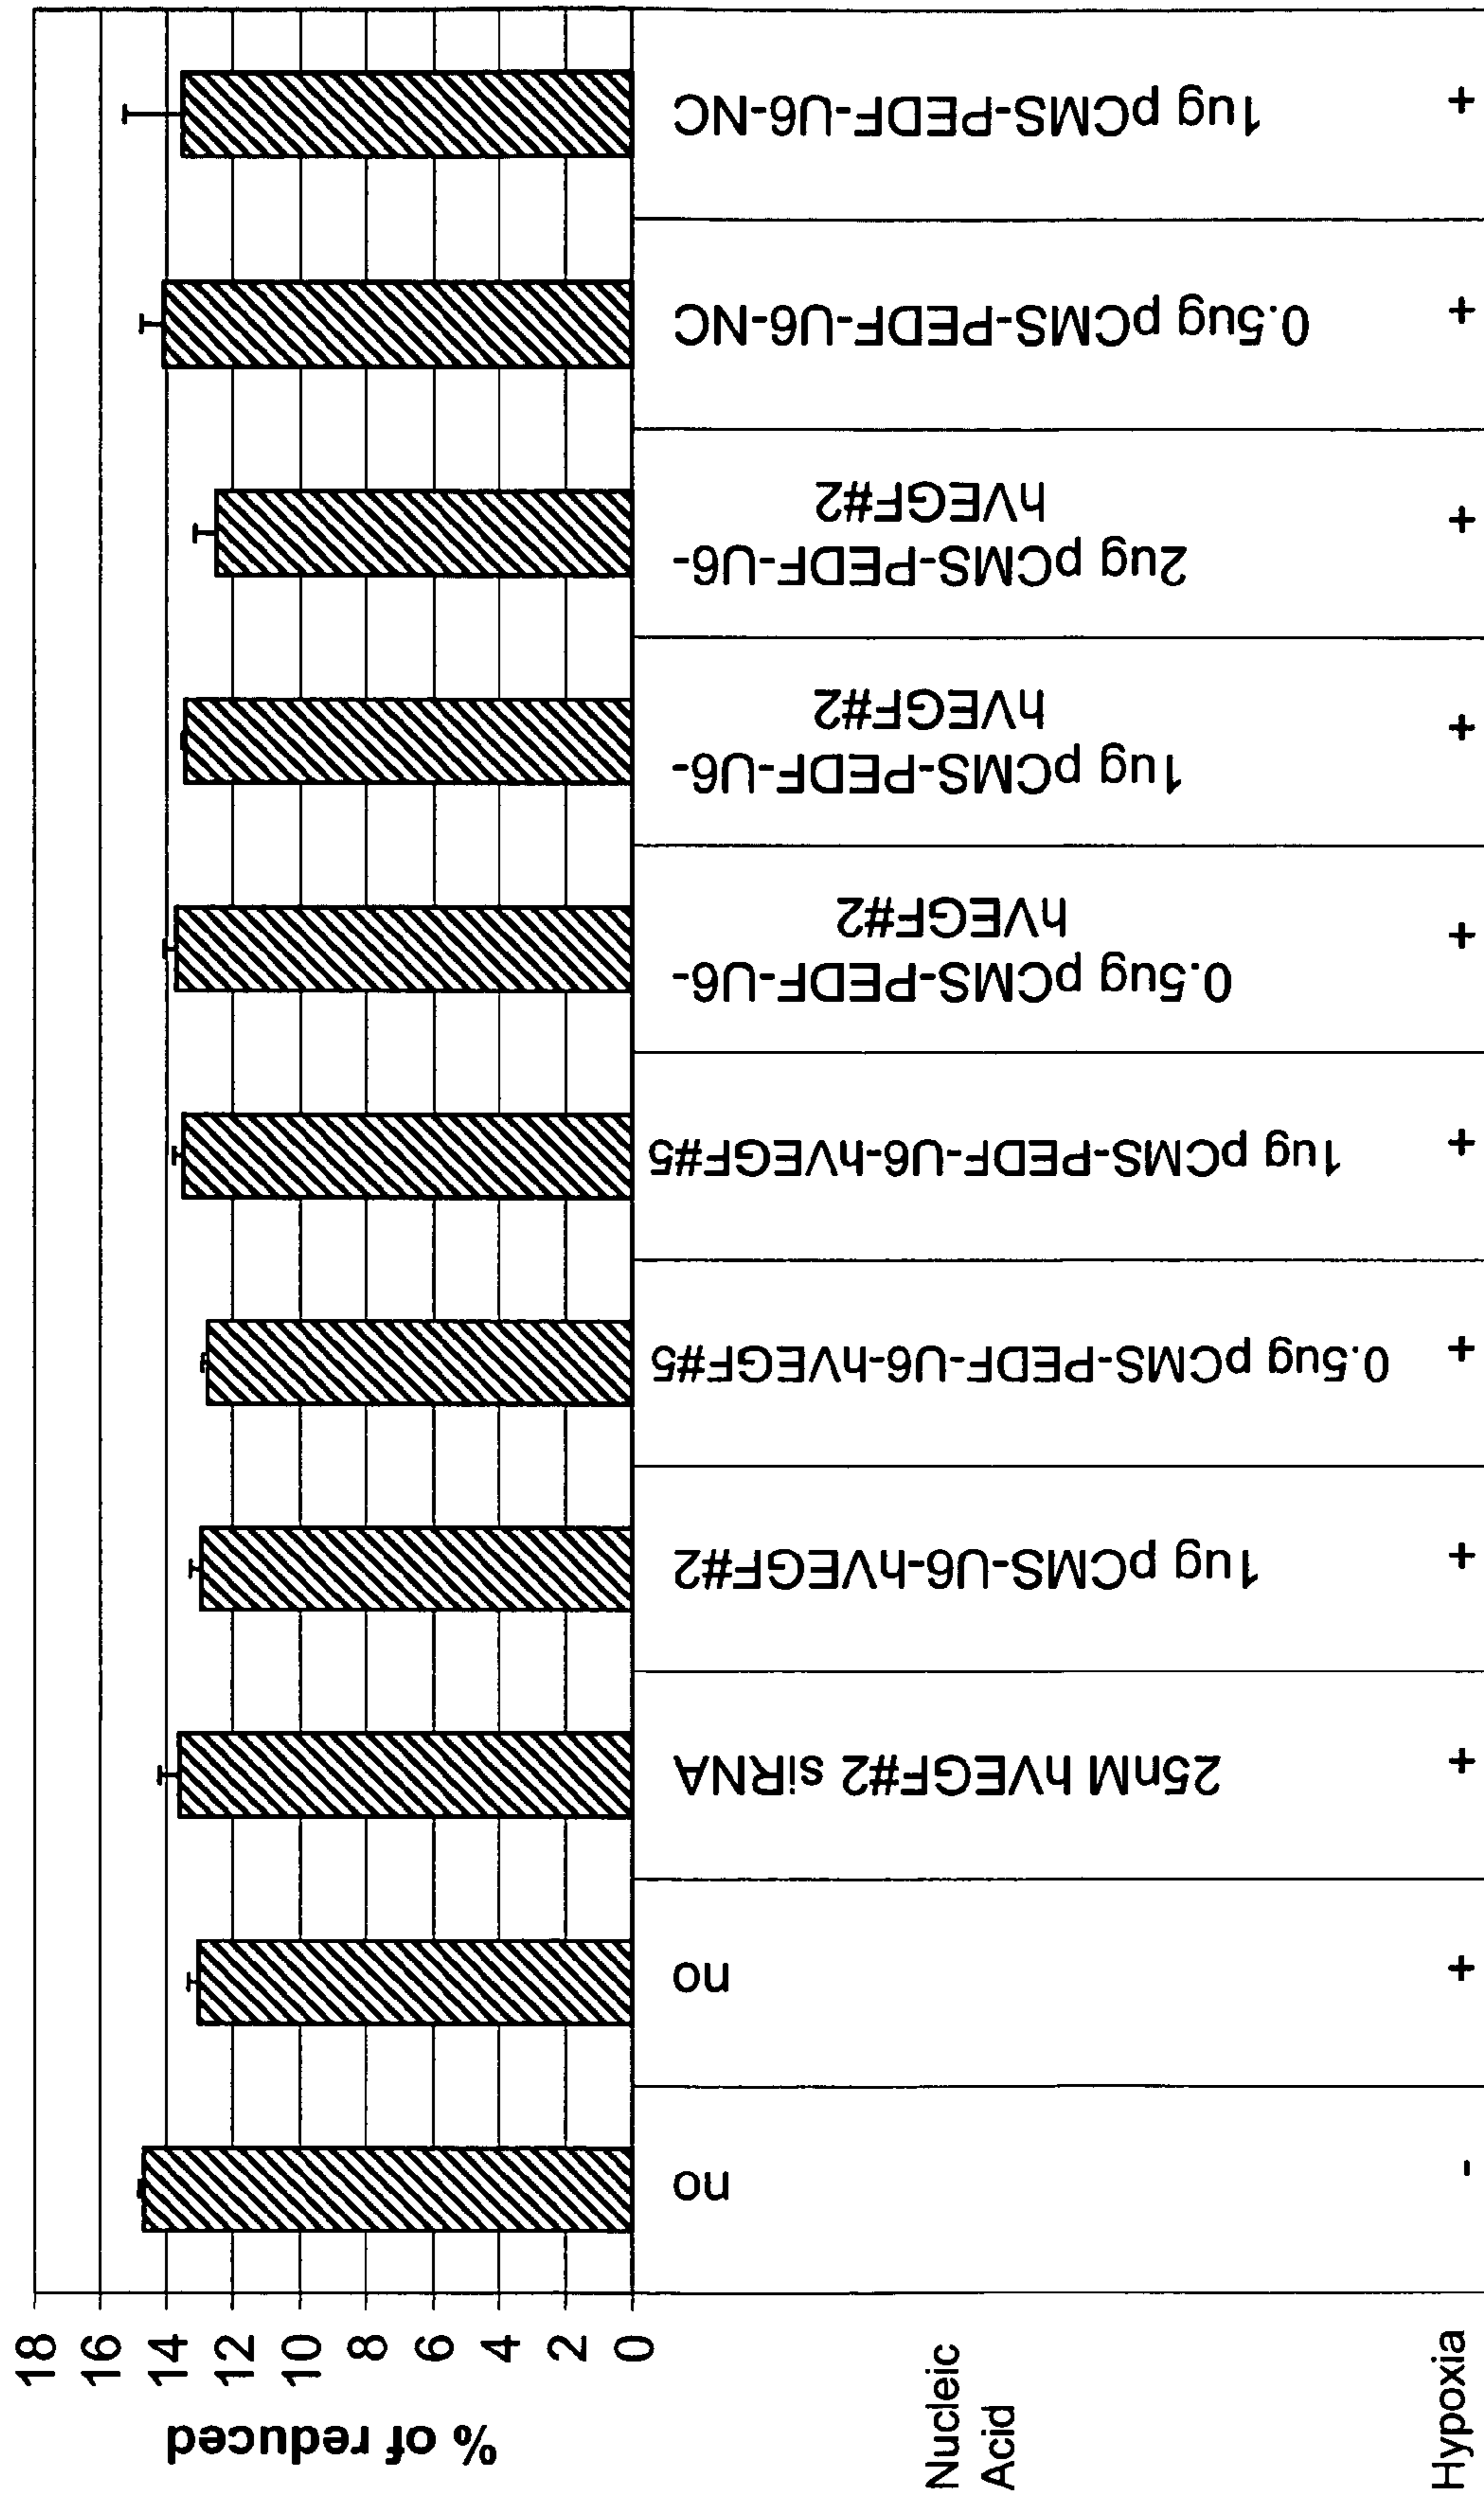 % of reduced
18
16
14
12
10
8
6
4
2
0
Nucleic
Acid
no
no
25nM hVEGF#2 siRNA
1ug pCMS-U6-hVEGF#2
0.5ug pCMS-PEDF-U6-hVEGF#5
1ug pCMS-PEDF-U6-hVEGF#5
0.5ug pCMS-PEDF-U6-
hVEGF#2
1ug pCMS-PEDF-U6-
hVEGF#2
2ug pCMS-PEDF-U6-
hVEGF#2
0.5ug pCMS-PEDF-U6-NC
1ug pCMS-PEDF-U6-NC
Hypoxia
-
+
+
+
+
+
+
+
+
+
+